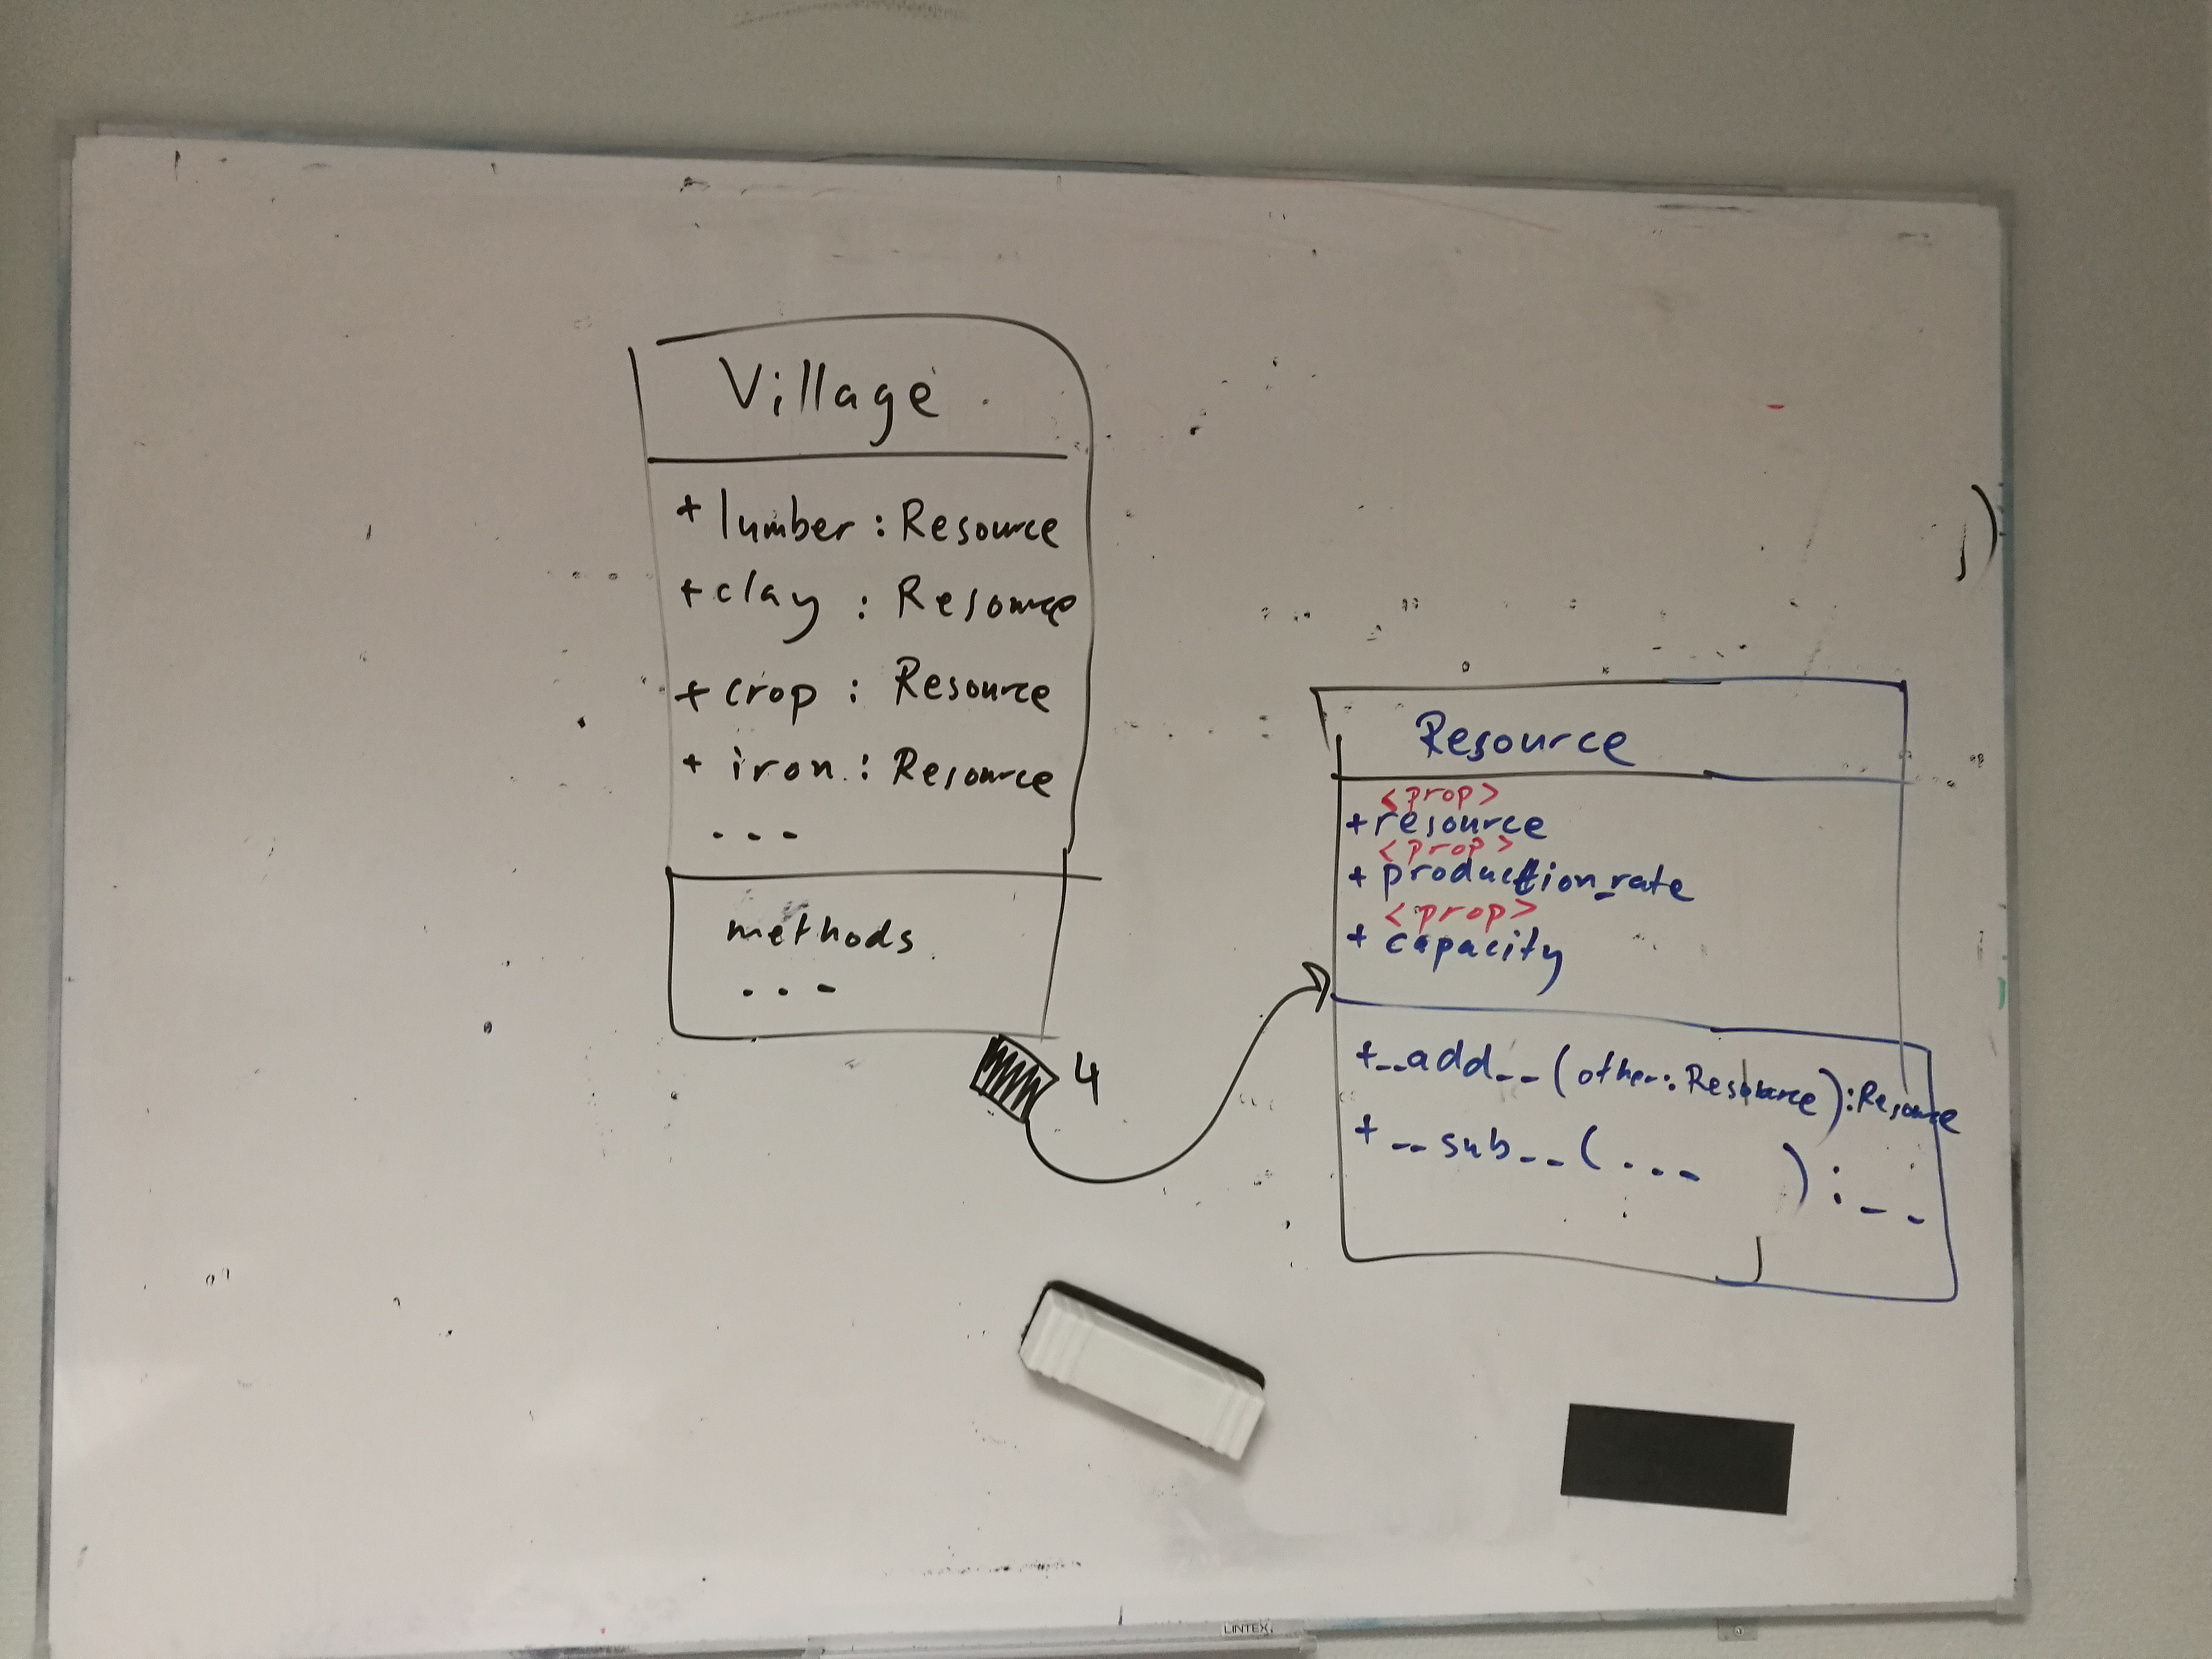 Village
+ lumber : Resource
+ clay : Resource
+ crop : Resource
+ iron : Resource
...
methods
...
4
Resource
<prop>
+ resource
<prop>
+ production_rate
<prop>
+ capacity
+ __add__ (other: Resource) : Resource
+ __sub__ (... ) : __
LINTEX